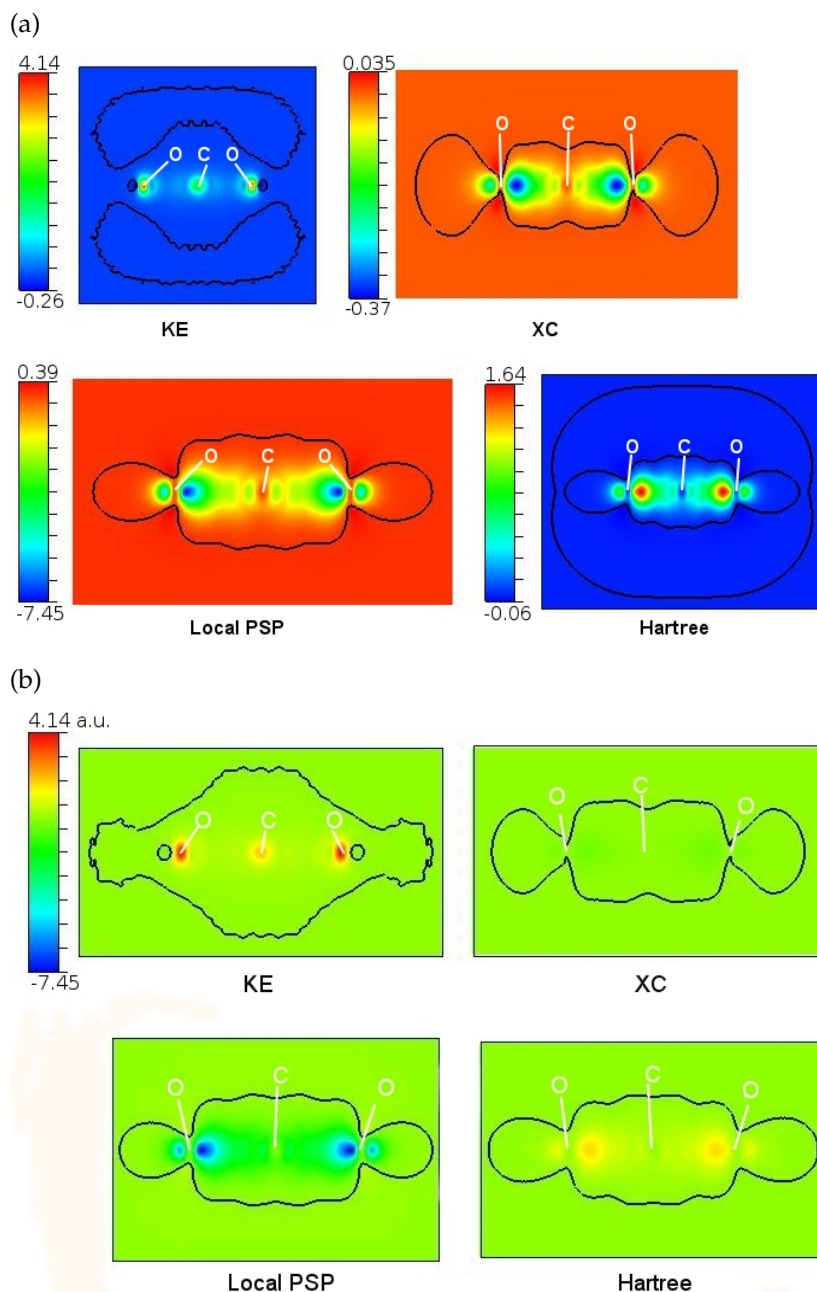 (a)
4.14
-0.26
O C O
KE
0.035
-0.37
O C O
XC
0.39
-7.45
O C O
Local PSP
1.64
-0.06
O C O
Hartree
(b)
4.14 a.u.
-7.45
O C O
KE
O C O
XC
O C O
Local PSP
O C O
Hartree